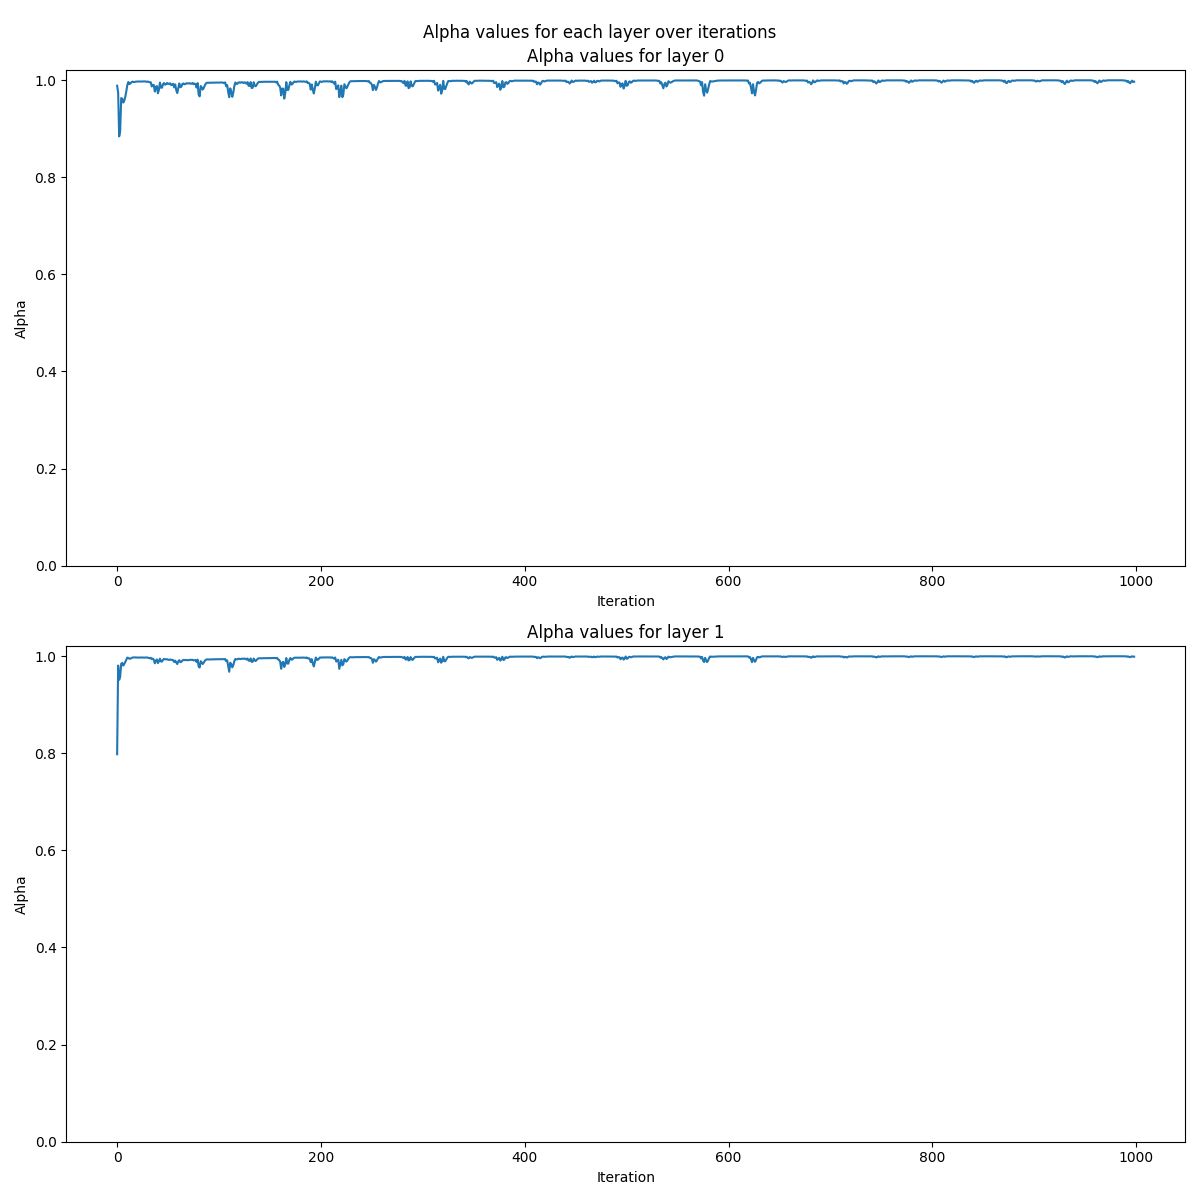 Alpha values for each layer over iterations
Alpha values for layer 0
1.0
0.8
0.6
0.4
0.2
0.0
Alpha
0 200 400 600 800 1000
Iteration
Alpha values for layer 1
1.0
0.8
0.6
0.4
0.2
0.0
Alpha
0 200 400 600 800 1000
Iteration